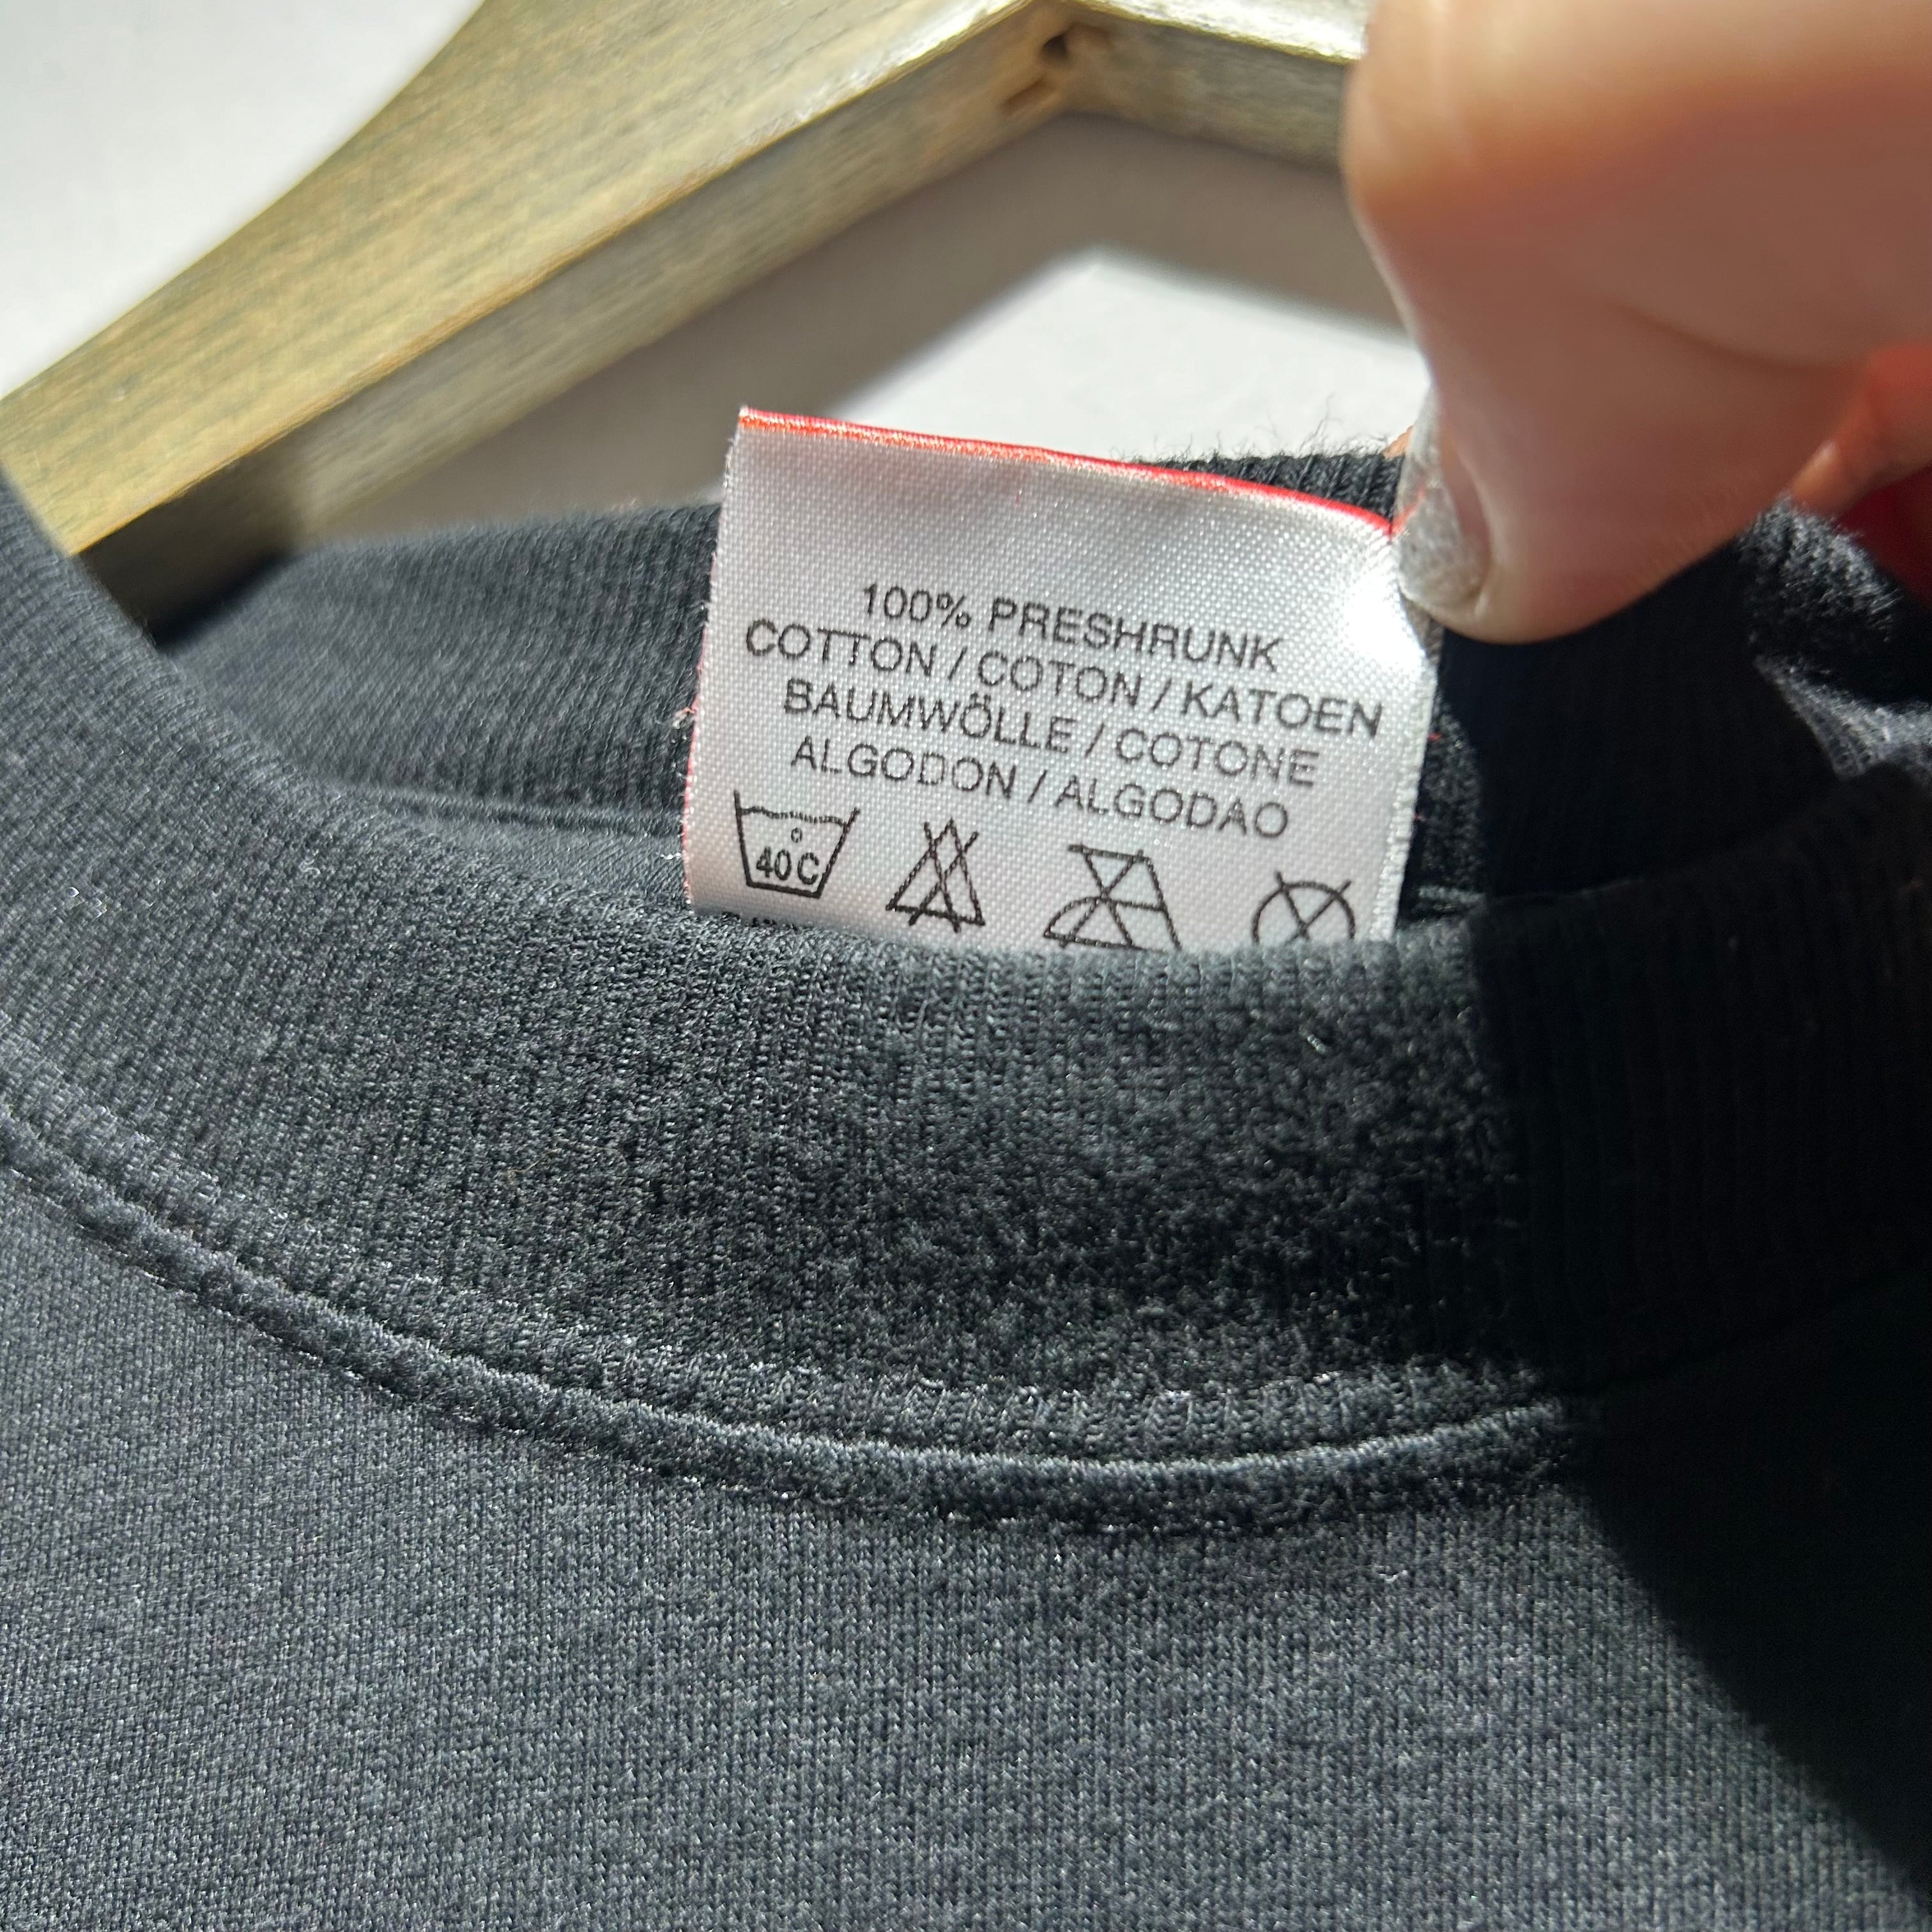 100% PRESHRUNK
COTTON / COTON / KATOEN
BAUMWÖLLE / COTONE
ALGODON / ALGODAO
40°C